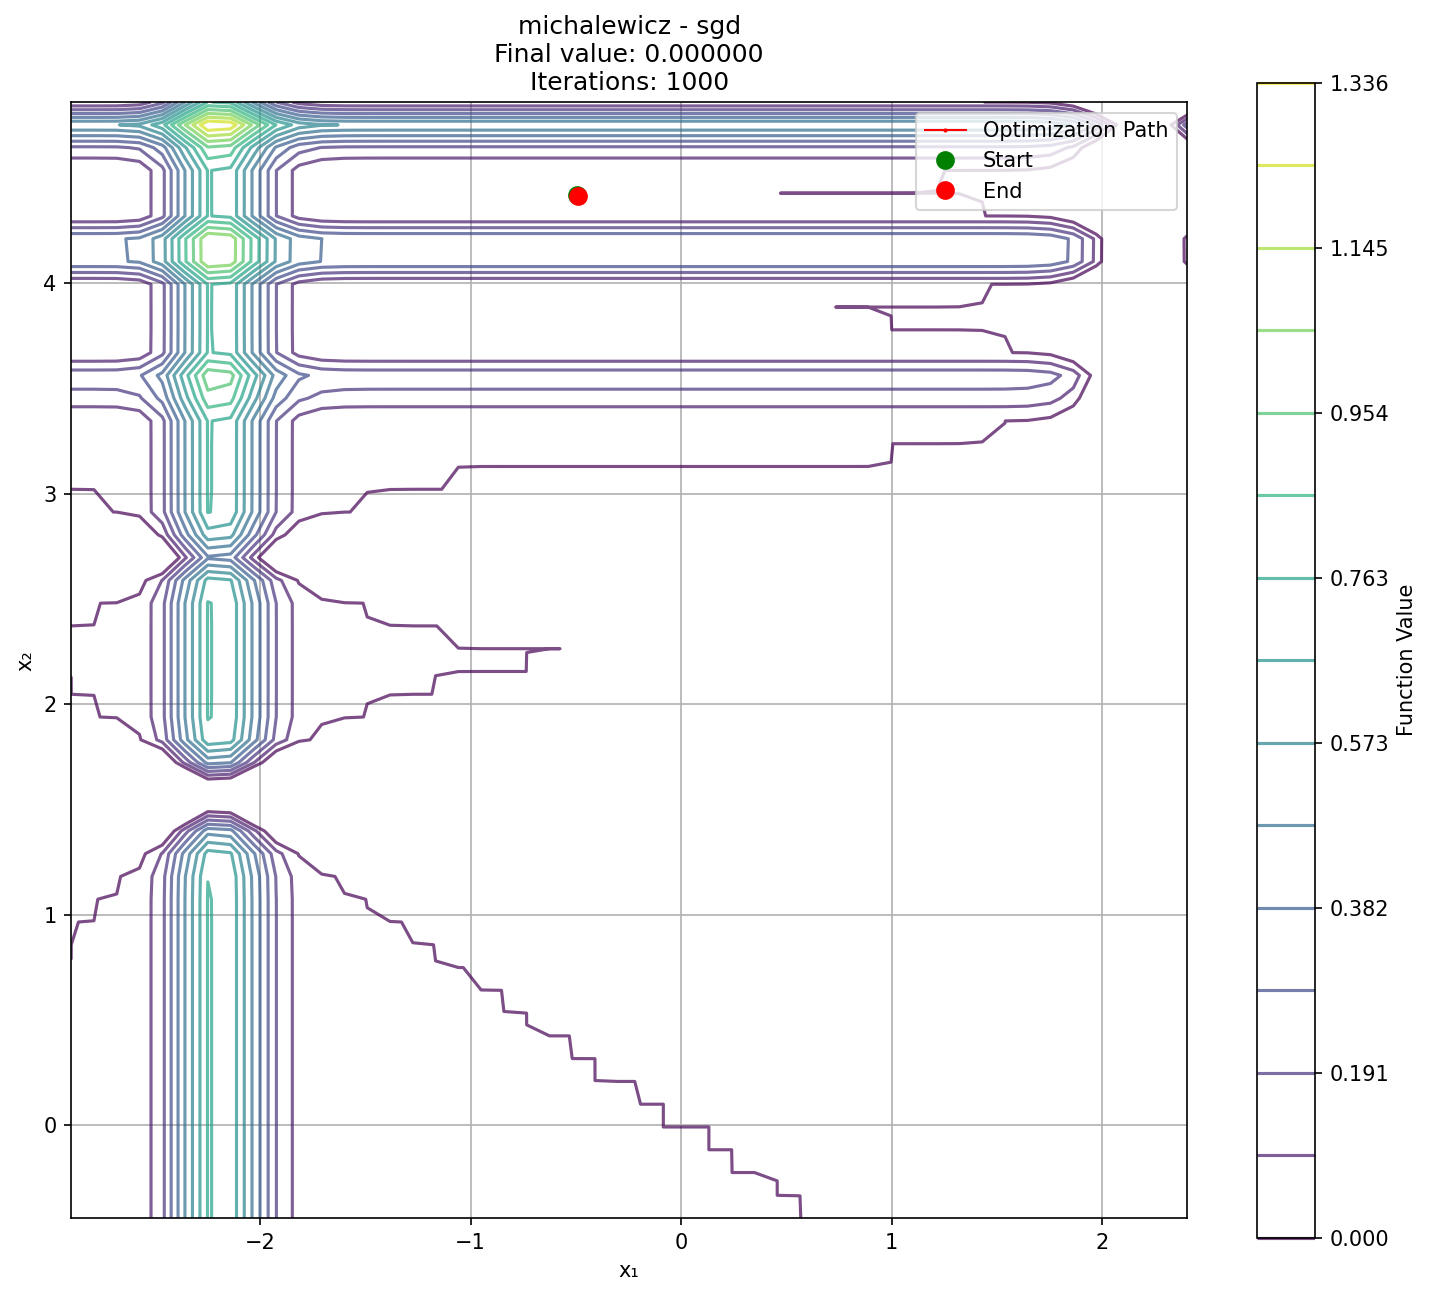 michalewicz - sgd
Final value: 0.000000
Iterations: 1000
Optimization Path
Start
End
4
3
2
1
0
x₂
−2
−1
0
1
2
x₁
1.336
1.145
0.954
0.763
0.573
0.382
0.191
0.000
Function Value